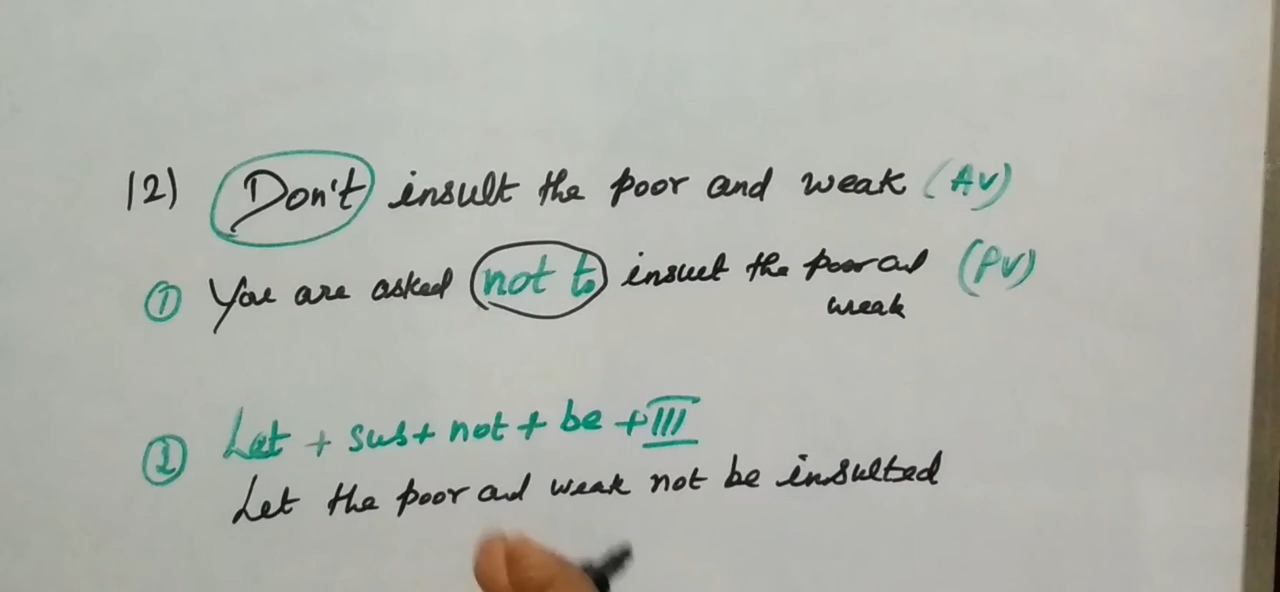 12) Don't insult the poor and weak (AV)
① You are asked not to insult the poor and (PV)
weak
② Let + sub + not + be + III
Let the poor and weak not be insulted